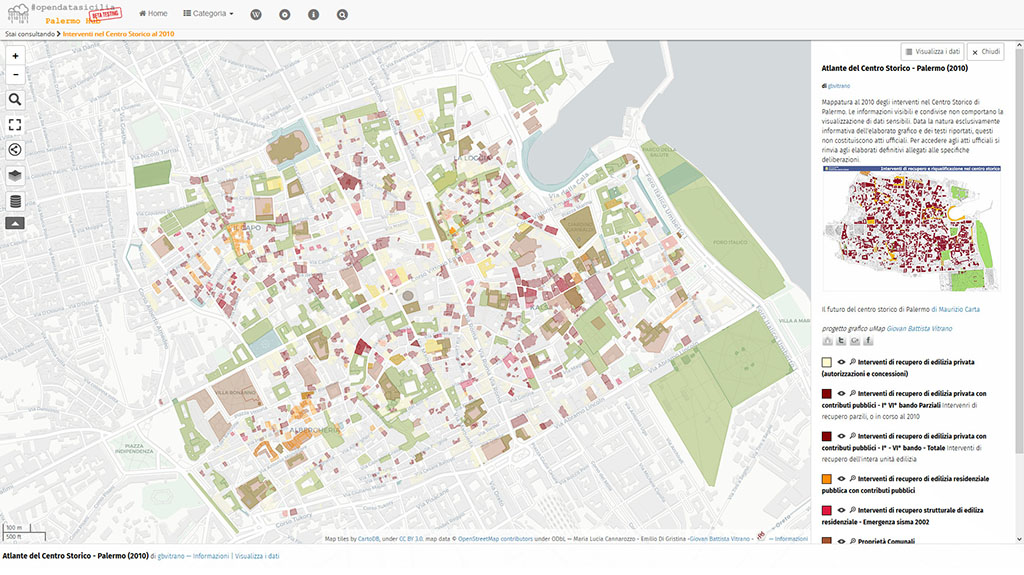 #opendatasicilia
Palermo Hub
BETA TESTING
Home
Categoria
Stai consultando > Interventi nel Centro Storico al 2010
Visualizza i dati
Chiudi
Atlante del Centro Storico - Palermo (2010)
di gbvitrano
Mappatura al 2010 degli interventi nel Centro Storico di
Palermo. Le informazioni visibili e condivise non comportano la
visualizzazione di dati sensibili. Data la natura esclusivamente
informativa dell'elaborato grafico e dei testi riportati, questi
non costituiscono atti ufficiali. Per accedere agli atti ufficiali si
rinvia agli elaborati definitivi allegati alle specifiche
deliberazioni.
Interventi di recupero e riqualificazione nel centro storico
Il futuro del centro storico di Palermo di Maurizio Carta
progetto grafico uMap Giovan Battista Vitrano
Interventi di recupero di edilizia privata
(autorizzazioni e concessioni)
Interventi di recupero di edilizia privata con
contributi pubblici - I° VI° bando Parziali Interventi di
recupero parzili, o in corso al 2010
Interventi di recupero di edilizia privata con
contributi pubblici - I° - VI° bando - Totale Interventi di
recupero dell'intera unità edilizia
Interventi di recupero di edilizia residenziale
pubblica con contributi pubblici
Interventi di recupero strutturale di edilizia
residenziale - Emergenza sisma 2002
Proprietà Comunali
LA LOGGIA
IL CAPO
ALBERGHERIA
VILLA BONANNO
PIAZZA
INDIPENDENZA
PARCO DELLA
SALUTE
FORO ITALICO
Foro Italico Umberto I
Via della Cala
VILLA A MAR
Corso Tukory
100 m
500 ft
Map tiles by CartoDB, under CC BY 3.0. map data © OpenStreetMap contributors under ODbL — Maria Lucia Cannarozzo - Emilio Di Gristina -Giovan Battista Vitrano - — Informazioni
Atlante del Centro Storico - Palermo (2010) di gbvitrano — Informazioni | Visualizza i dati